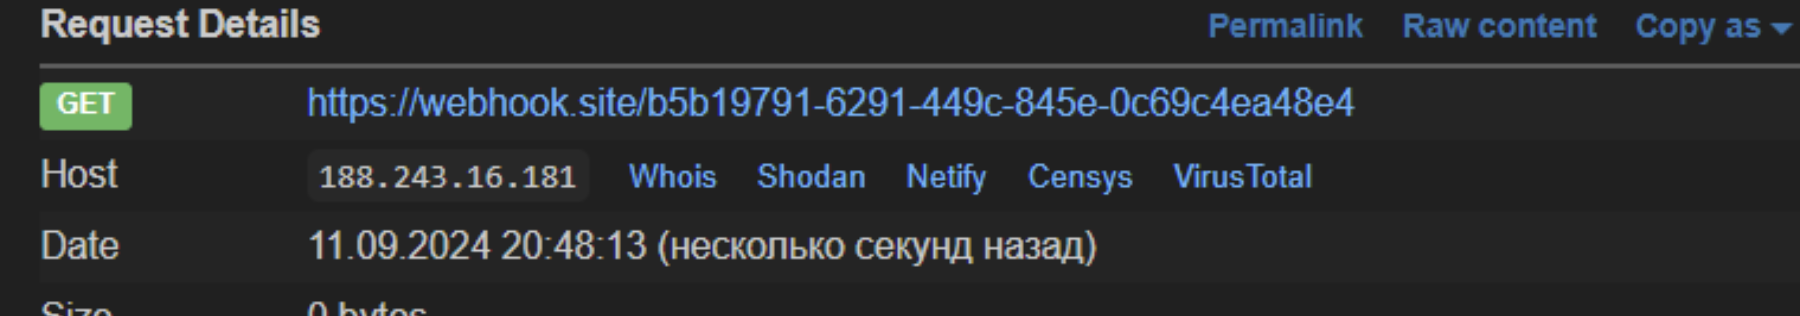 Request Details Permalink Raw content Copy as
GET https://webhook.site/b5b19791-6291-449c-845e-0c69c4ea48e4
Host 188.243.16.181 Whois Shodan Netify Censys VirusTotal
Date 11.09.2024 20:48:13 (несколько секунд назад)
Size 0 bytes